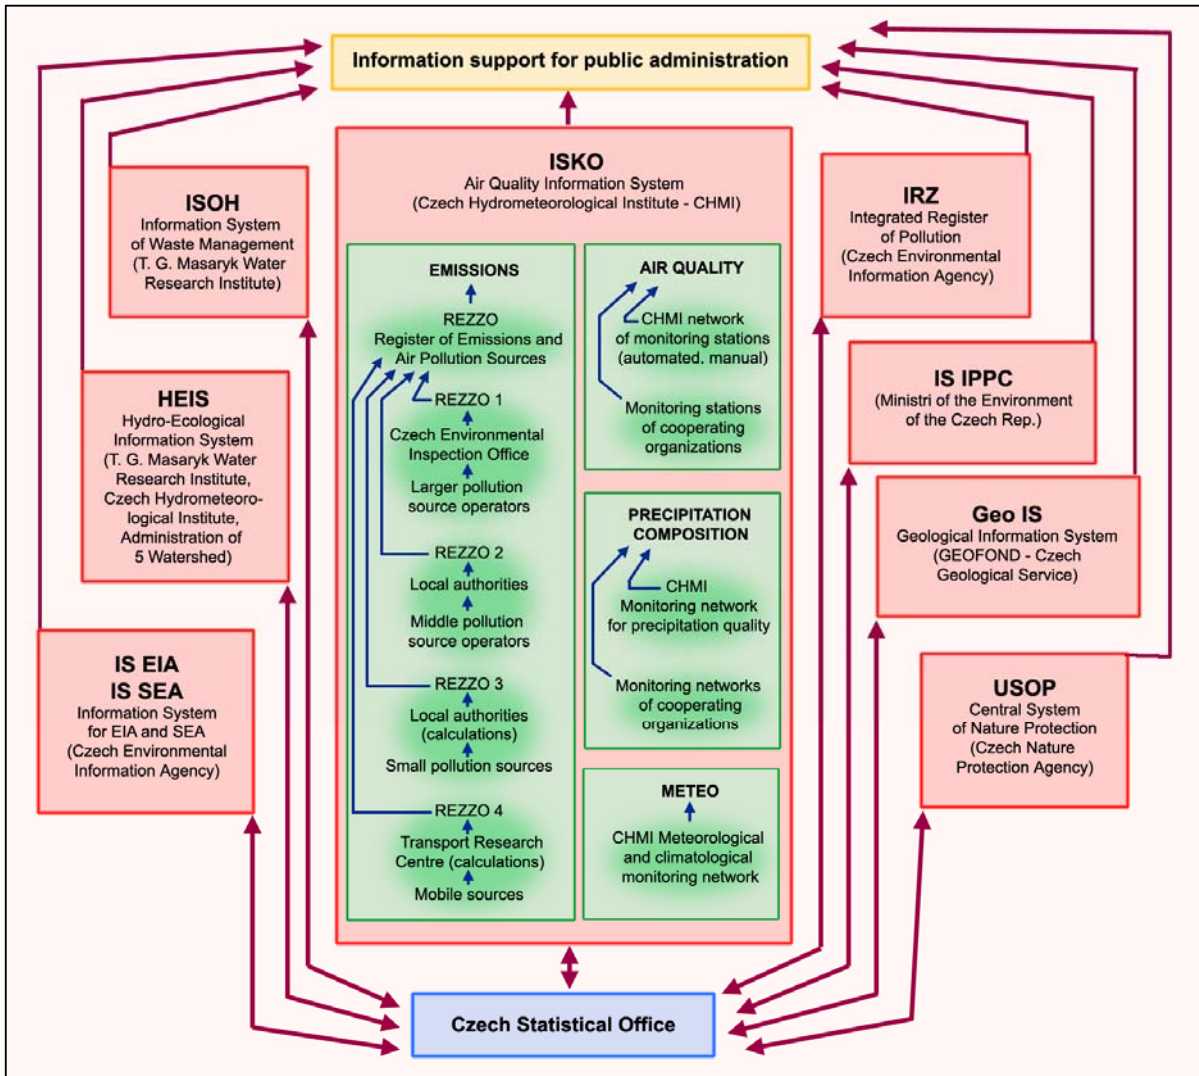 Information support for public administration
ISKO
Air Quality Information System
(Czech Hydrometeorological Institute - CHMI)
ISOH
Information System
of Waste Management
(T. G. Masaryk Water
Research Institute)
HEIS
Hydro-Ecological
Information System
(T. G. Masaryk Water
Research Institute,
Czech Hydrometeoro-
logical Institute,
Administration of
5 Watershed)
IS EIA
IS SEA
Information System
for EIA and SEA
(Czech Environmental
Information Agency)
EMISSIONS
REZZO
Register of Emissions and
Air Pollution Sources
REZZO 1
Czech Environmental
Inspection Office
Larger pollution
source operators
REZZO 2
Local authorities
Middle pollution
source operators
REZZO 3
Local authorities
(calculations)
Small pollution sources
REZZO 4
Transport Research
Centre (calculations)
Mobile sources
AIR QUALITY
CHMI network
of monitoring stations
(automated. manual)
Monitoring stations
of cooperating
organizations
PRECIPITATION
COMPOSITION
CHMI
Monitoring network
for precipitation quality
Monitoring networks
of cooperating
organizations
METEO
CHMI Meteorological
and climatological
monitoring network
IRZ
Integrated Register
of Pollution
(Czech Environmental
Information Agency)
IS IPPC
(Ministri of the Environment
of the Czech Rep.)
Geo IS
Geological Information System
(GEOFOND - Czech
Geological Service)
USOP
Central System
of Nature Protection
(Czech Nature
Protection Agency)
Czech Statistical Office